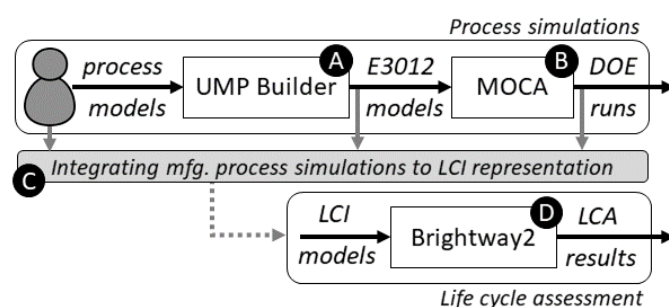 Process simulations
A
B
process
models
UMP Builder
E3012
models
MOCA
DOE
runs
C
Integrating mfg. process simulations to LCI representation
D
LCI
models
Brightway2
LCA
results
Life cycle assessment